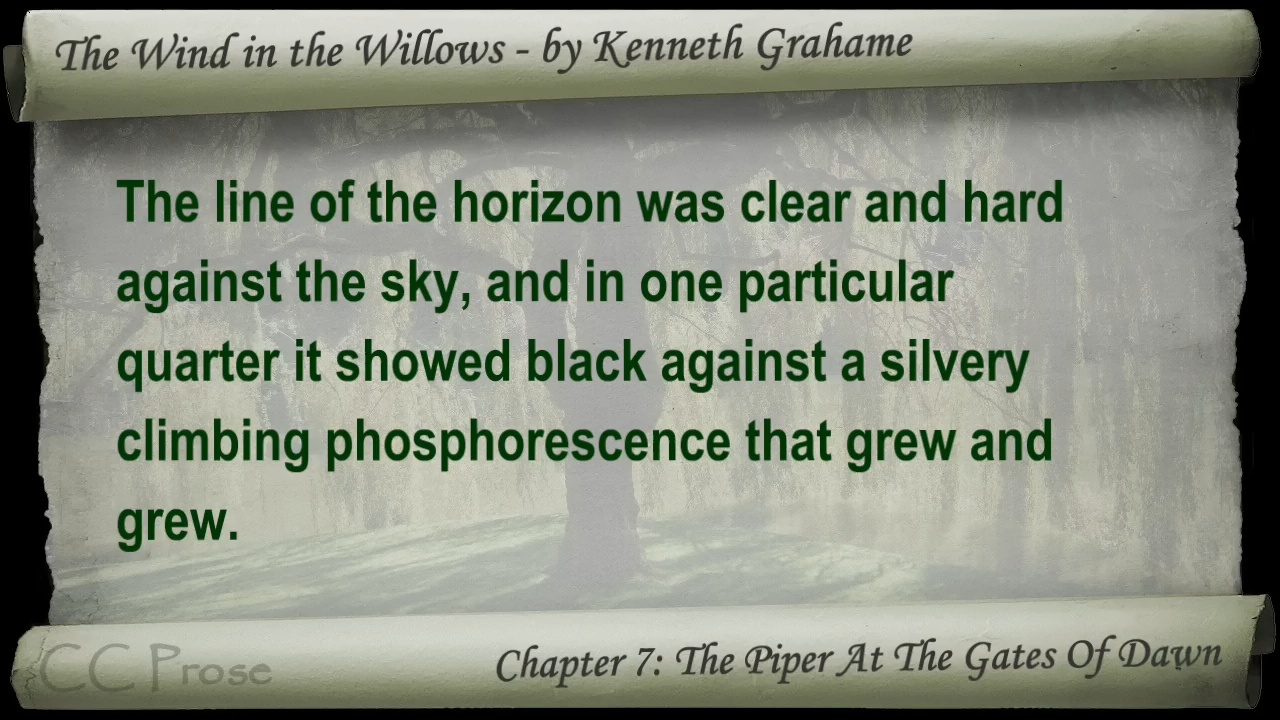 The Wind in the Willows - by Kenneth Grahame
The line of the horizon was clear and hard
against the sky, and in one particular
quarter it showed black against a silvery
climbing phosphorescence that grew and
grew.
CC Prose
Chapter 7: The Piper At The Gates Of Dawn